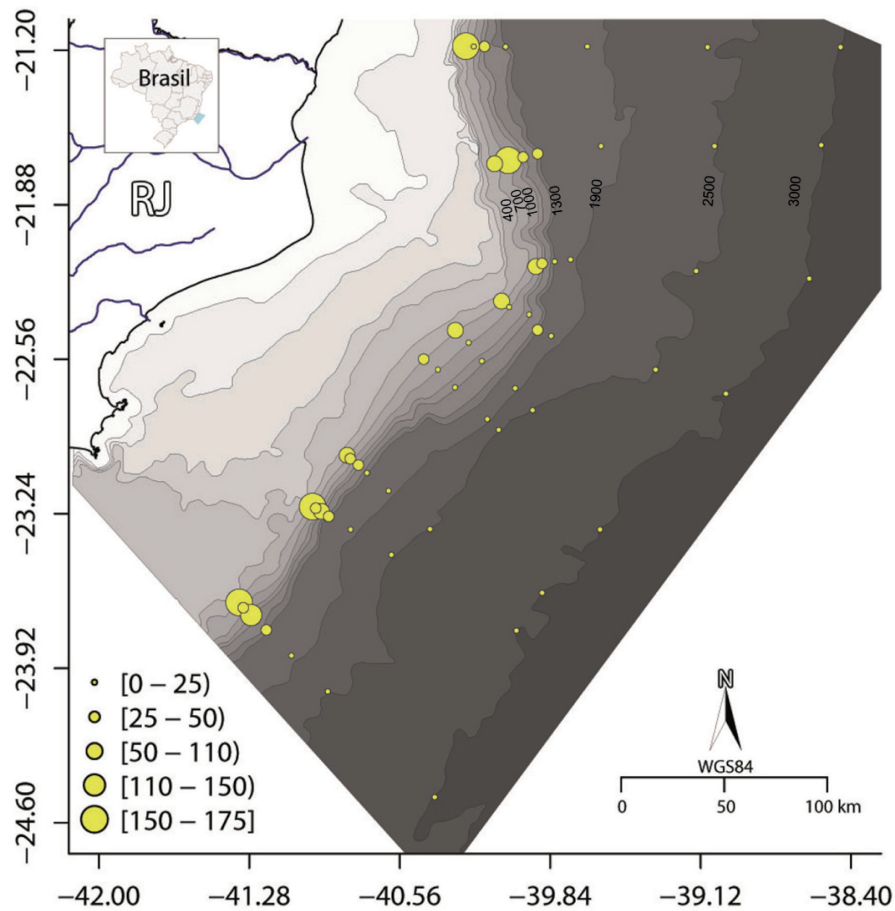 −21.20
−21.88
−22.56
−23.24
−23.92
−24.60
Brasil
RJ
400
700
1000
1300
1900
2500
3000
[0 – 25)
[25 – 50)
[50 – 110)
[110 – 150)
[150 – 175]
N
WGS84
0 50 100 km
−42.00 −41.28 −40.56 −39.84 −39.12 −38.40